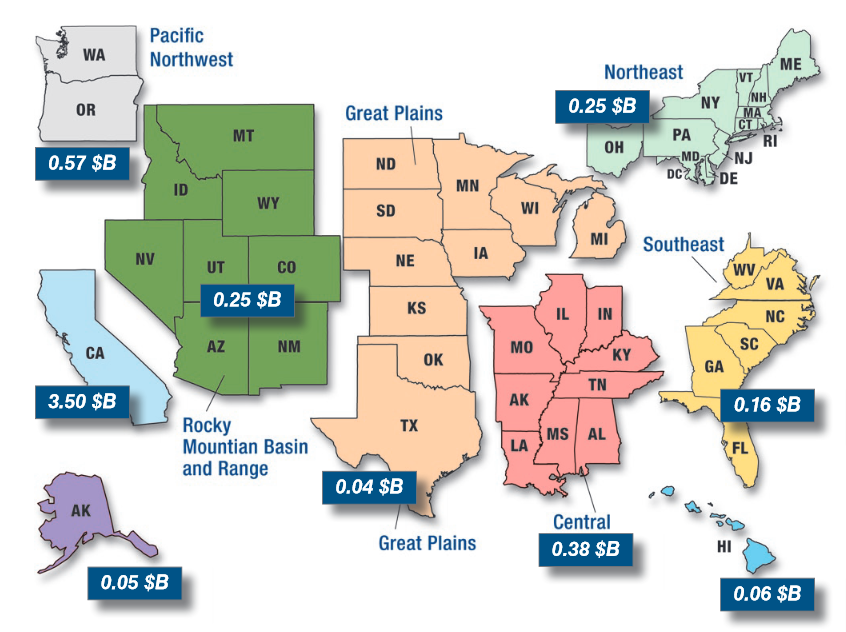 Pacific
Northwest
WA
OR
0.57 $B
MT
ID
WY
NV
UT
CO
0.25 $B
AZ
NM
Rocky
Mountian Basin
and Range
CA
3.50 $B
AK
0.05 $B
Great Plains
ND
MN
SD
WI
MI
NE
IA
KS
OK
TX
0.04 $B
Great Plains
IL
IN
MO
KY
TN
AK
MS
AL
LA
Central
0.38 $B
Northeast
0.25 $B
ME
VT
NH
NY
MA
CT
RI
PA
OH
NJ
MD
DC
DE
Southeast
WV
VA
NC
SC
GA
0.16 $B
FL
HI
0.06 $B